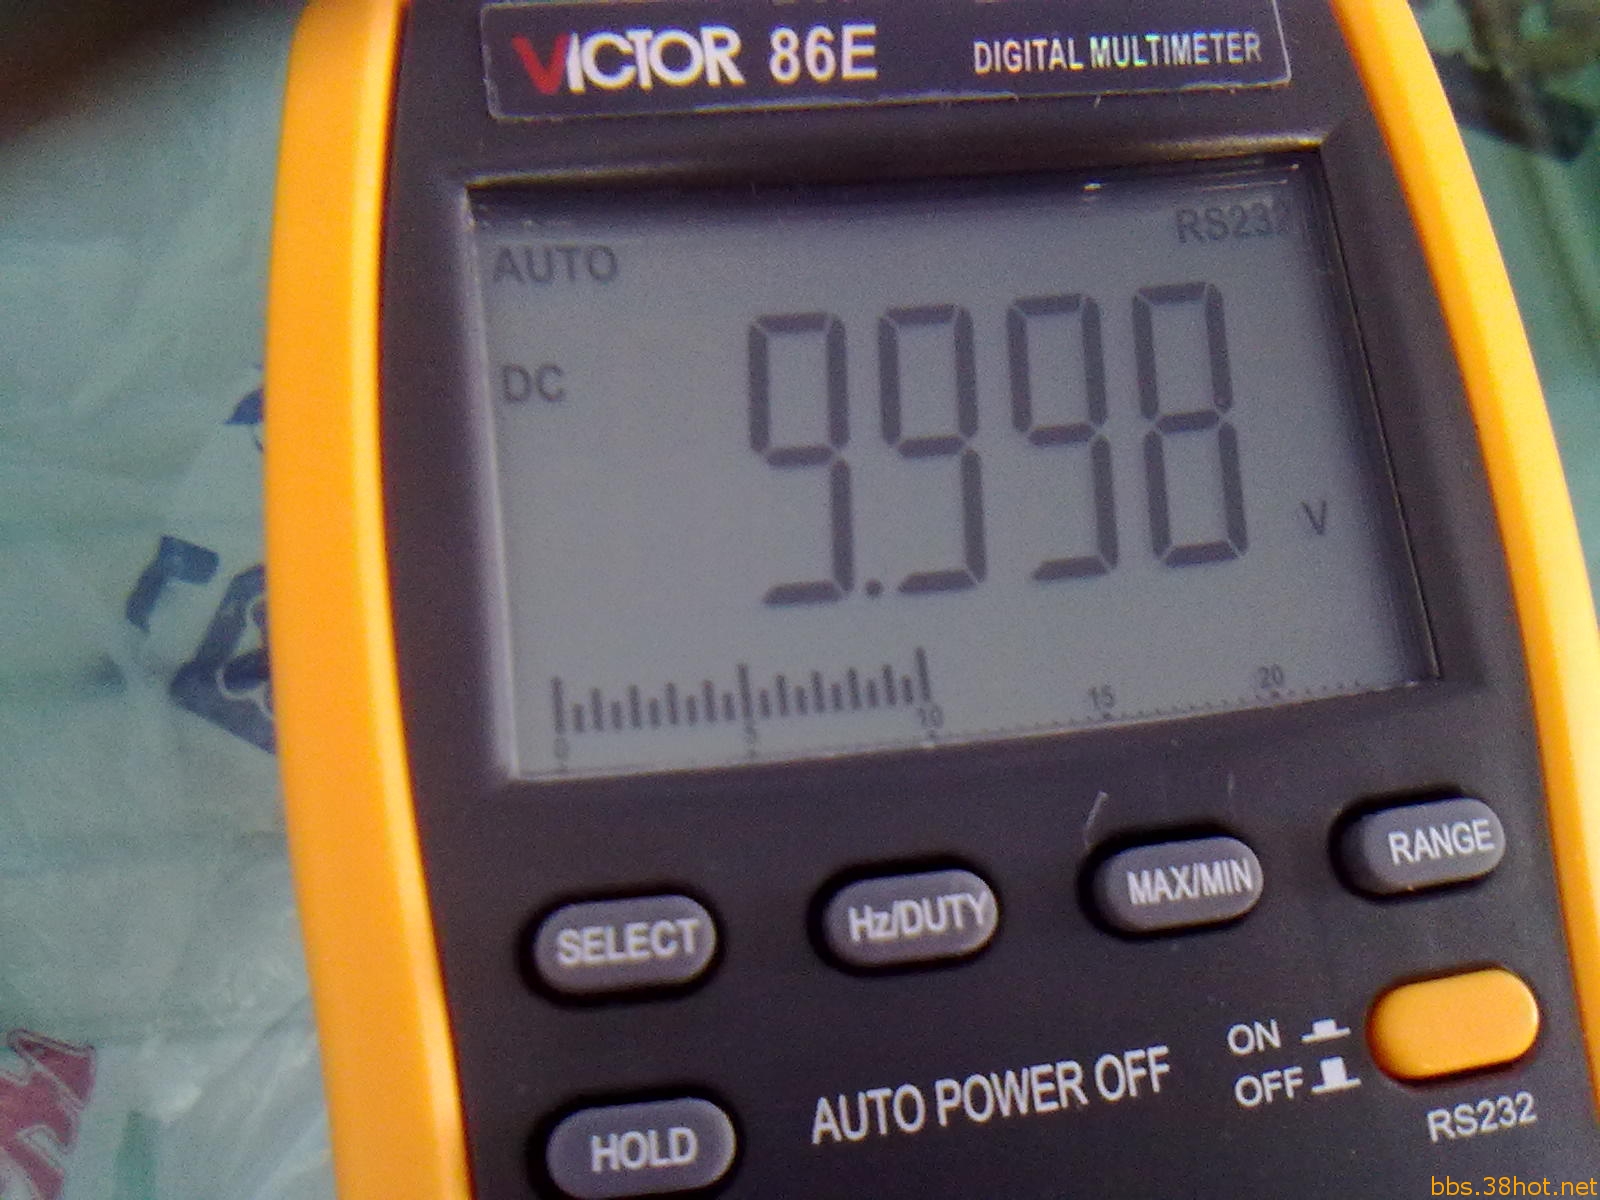 VICTOR 86E DIGITAL MULTIMETER
AUTO RS232
DC
9.998 V
0 5 10 15 20
SELECT Hz/DUTY MAX/MIN RANGE
HOLD AUTO POWER OFF
ON
OFF
RS232
bbs.38hot.net